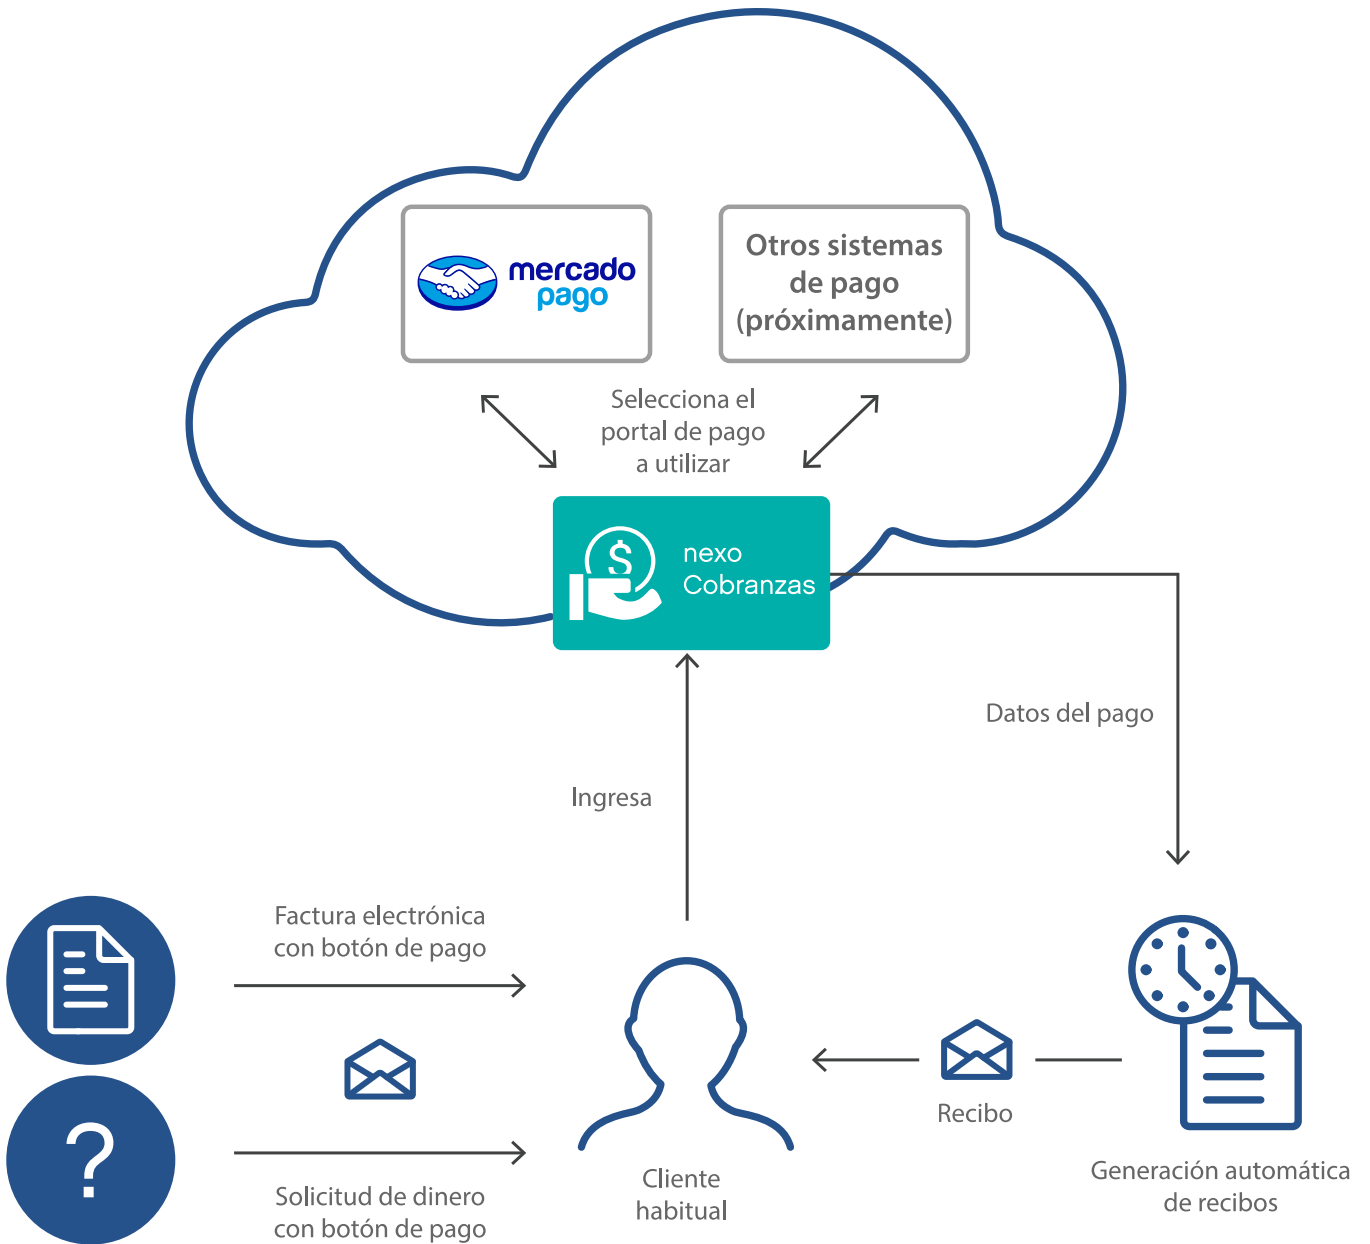 mercado
pago
Otros sistemas
de pago
(próximamente)
Selecciona el
portal de pago
a utilizar
$
nexo
Cobranzas
Datos del pago
Ingresa
Factura electrónica
con botón de pago
?
Solicitud de dinero
con botón de pago
Cliente
habitual
Recibo
Generación automática
de recibos